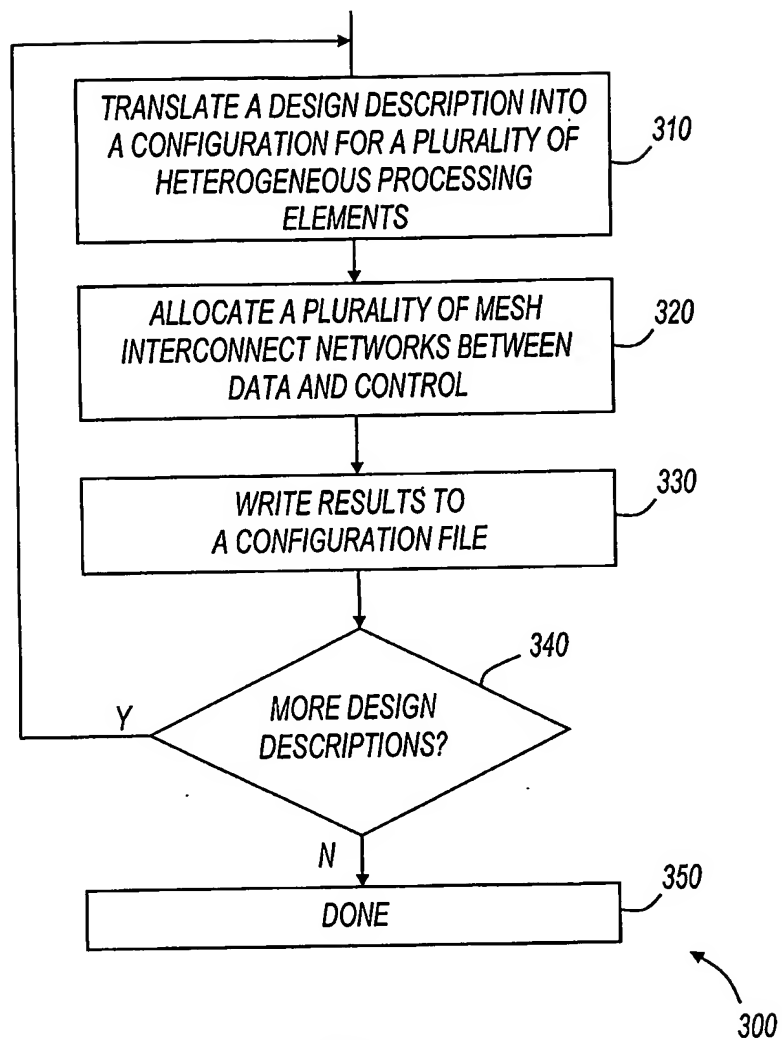 TRANSLATE A DESIGN DESCRIPTION INTO
A CONFIGURATION FOR A PLURALITY OF
HETEROGENEOUS PROCESSING
ELEMENTS
310
ALLOCATE A PLURALITY OF MESH
INTERCONNECT NETWORKS BETWEEN
DATA AND CONTROL
320
WRITE RESULTS TO
A CONFIGURATION FILE
330
340
MORE DESIGN
DESCRIPTIONS?
Y
N
DONE
350
300